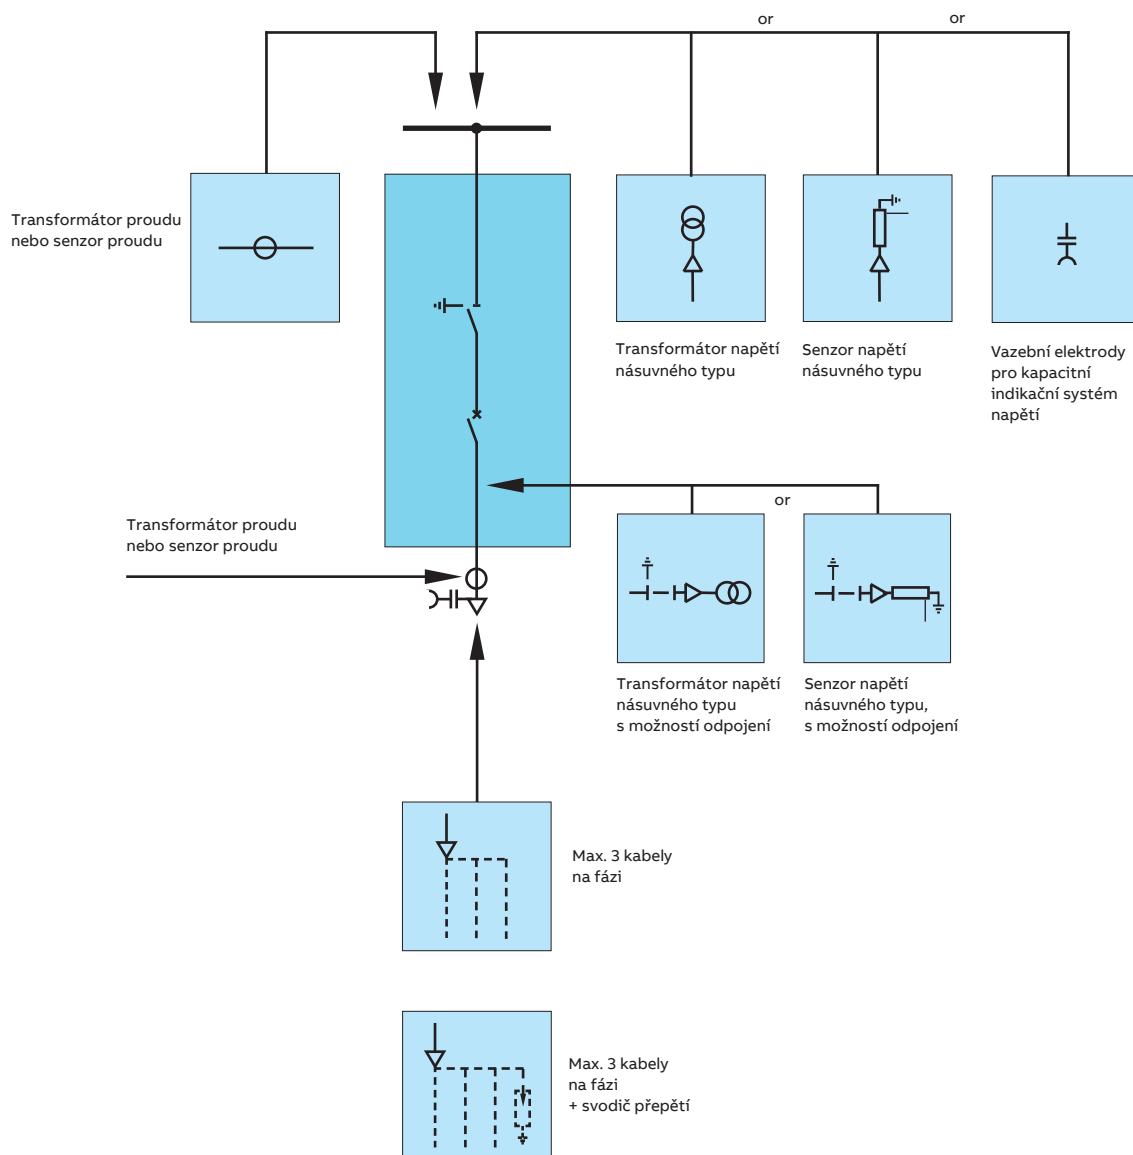 or
or
Transformátor proudu
nebo senzor proudu
Transformátor napětí
násuvného typu
Senzor napětí
násuvného typu
Vazební elektrody
pro kapacitní
indikační systém
napětí
or
Transformátor proudu
nebo senzor proudu
Transformátor napětí
násuvného typu
s možností odpojení
Senzor napětí
násuvného typu,
s možností odpojení
Max. 3 kabely
na fázi
Max. 3 kabely
na fázi
+ svodič přepětí